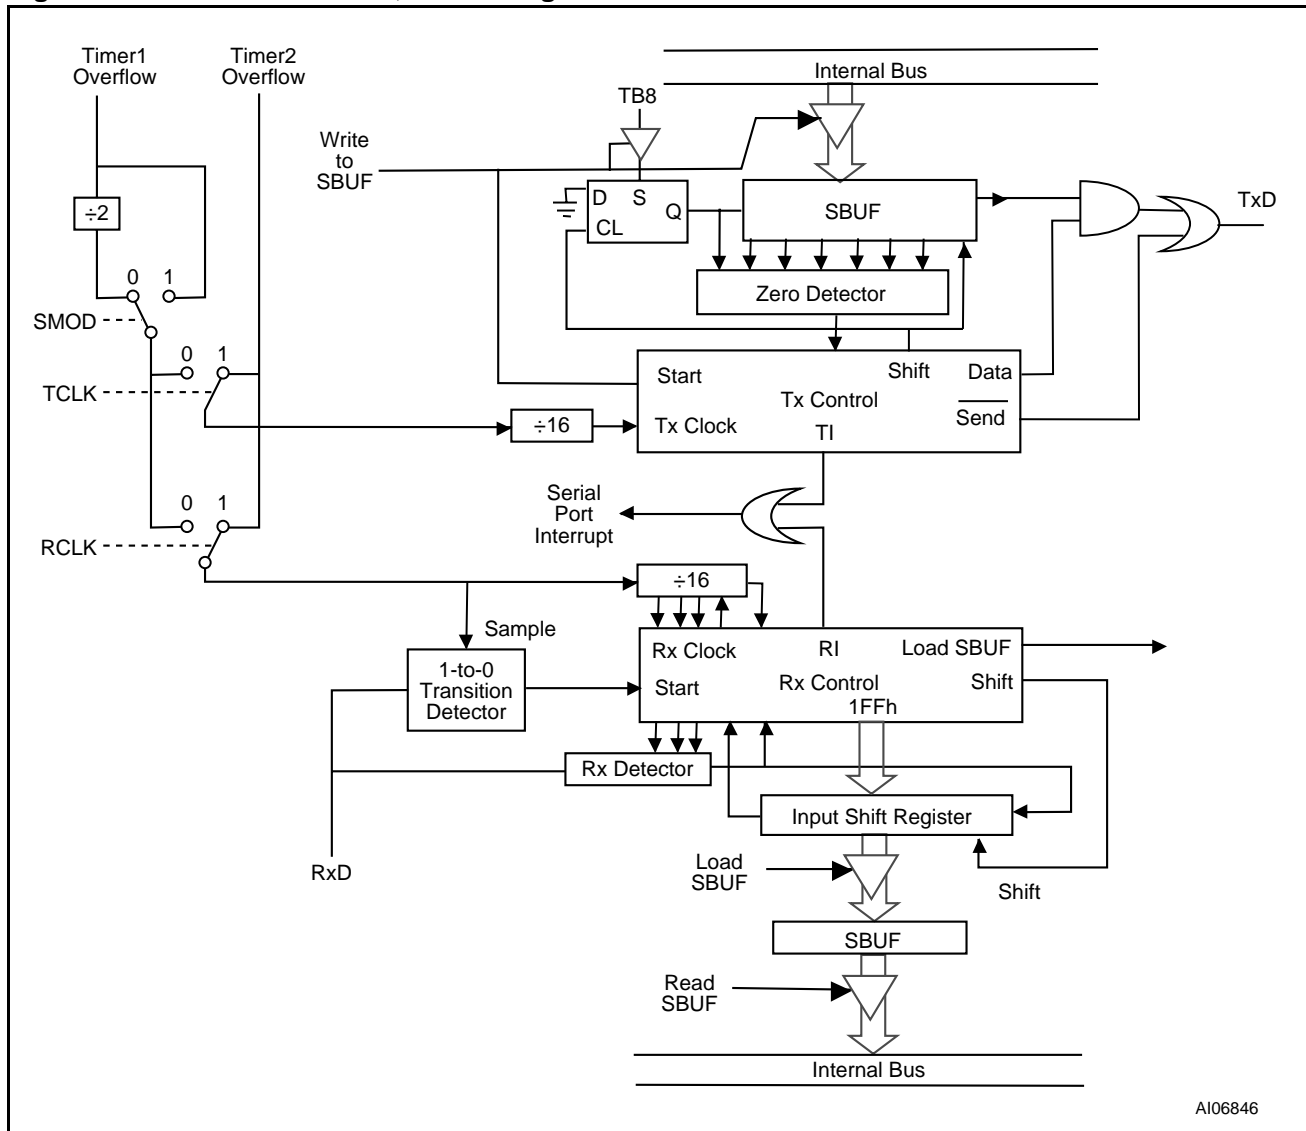 Timer1
Overflow
Timer2
Overflow
Internal Bus
TB8
Write
to
SBUF
D
S
Q
CL
SBUF
TxD
÷2
Zero Detector
0
1
SMOD
0
1
TCLK
Start
Shift
Data
Tx Control
Send
Tx Clock
TI
÷16
Serial
Port
Interrupt
0
1
RCLK
÷16
Sample
1-to-0
Transition
Detector
Rx Clock
RI
Load SBUF
Start
Rx Control
Shift
1FFh
Rx Detector
Input Shift Register
RxD
Load
SBUF
Shift
SBUF
Read
SBUF
Internal Bus
AI06846